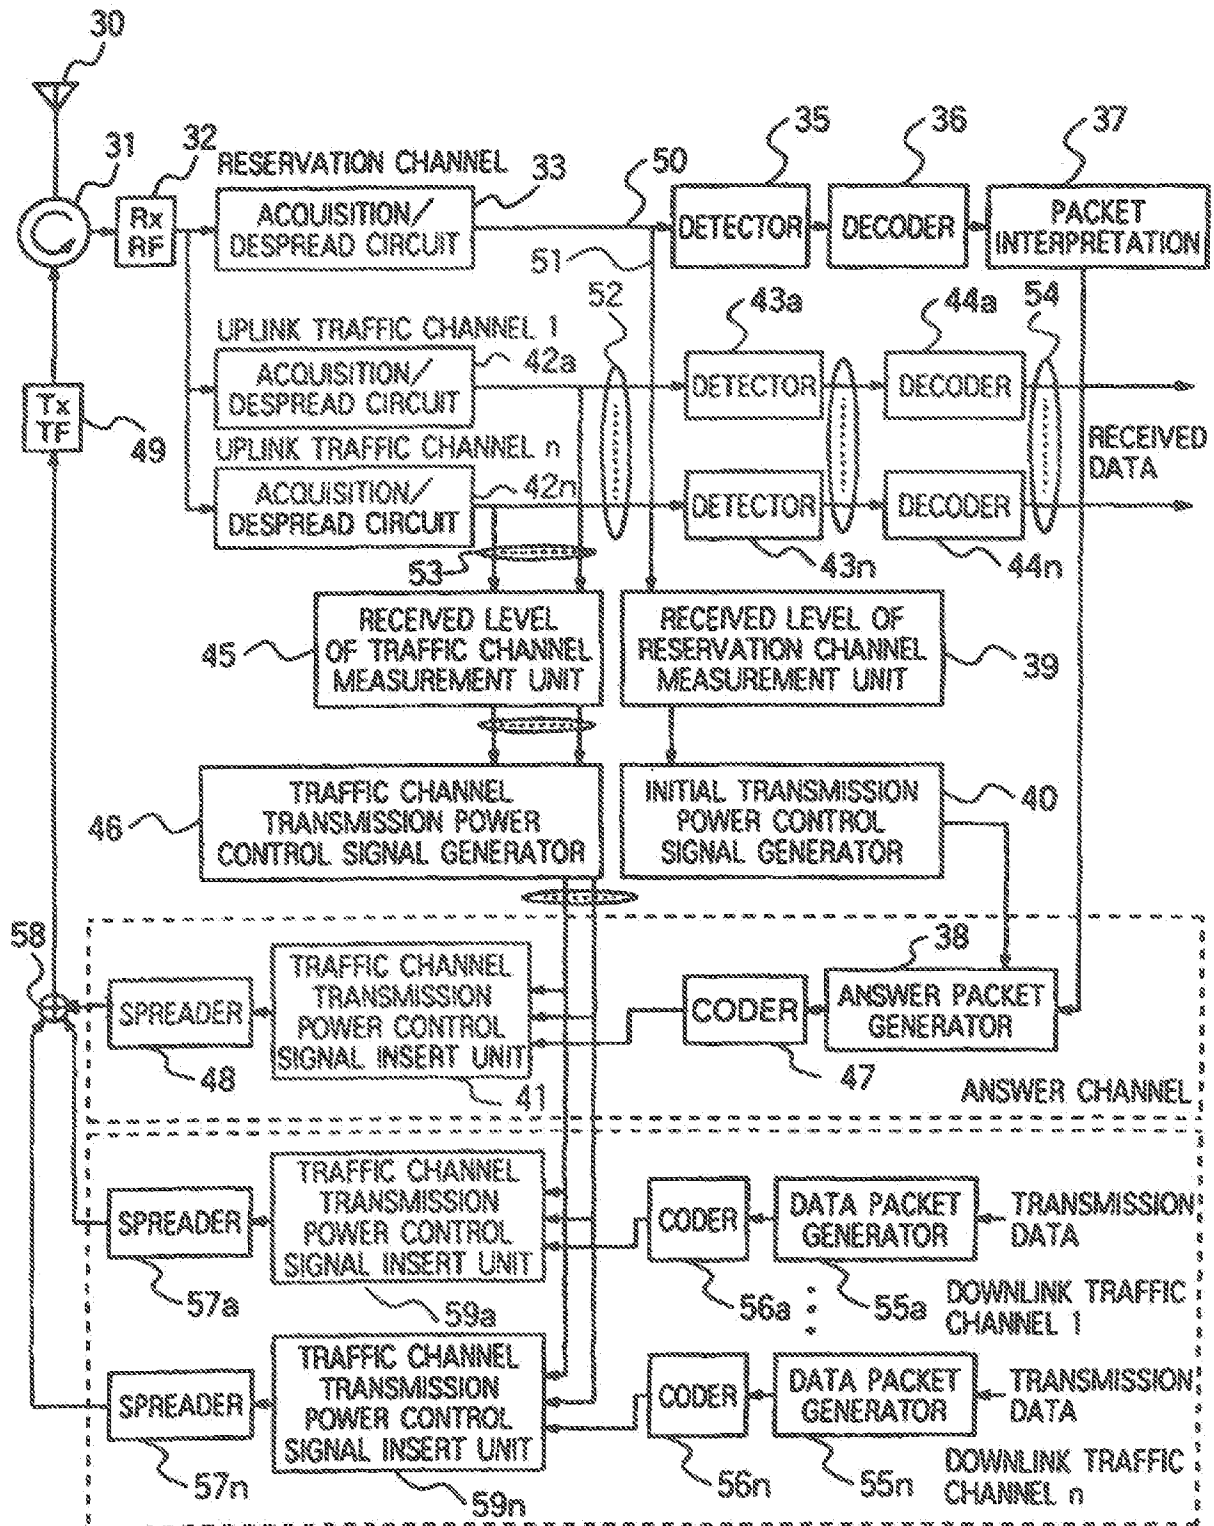 30
31
32
RESERVATION CHANNEL
33
50
35
36
37
Rx
RF
ACQUISITION/
DESPREAD CIRCUIT
DETECTOR
DECODER
PACKET
INTERPRETATION
51
52
43a
44a
54
UPLINK TRAFFIC CHANNEL 1
42a
ACQUISITION/
DESPREAD CIRCUIT
DETECTOR
DECODER
Tx
TF
49
UPLINK TRAFFIC CHANNEL n
42n
RECEIVED
DATA
ACQUISITION/
DESPREAD CIRCUIT
DETECTOR
DECODER
53
43n
44n
45
RECEIVED LEVEL
OF TRAFFIC CHANNEL
MEASUREMENT UNIT
RECEIVED LEVEL OF
RESERVATION CHANNEL
MEASUREMENT UNIT
39
46
TRAFFIC CHANNEL
TRANSMISSION POWER
CONTROL SIGNAL GENERATOR
INITIAL TRANSMISSION
POWER CONTROL
SIGNAL GENERATOR
40
58
38
SPREADER
TRAFFIC CHANNEL
TRANSMISSION
POWER CONTROL
SIGNAL INSERT UNIT
CODER
ANSWER PACKET
GENERATOR
48
41
47
ANSWER CHANNEL
SPREADER
TRAFFIC CHANNEL
TRANSMISSION
POWER CONTROL
SIGNAL INSERT UNIT
CODER
DATA PACKET
GENERATOR
TRANSMISSION
DATA
57a
59a
56a
55a
DOWNLINK TRAFFIC
CHANNEL 1
SPREADER
TRAFFIC CHANNEL
TRANSMISSION
POWER CONTROL
SIGNAL INSERT UNIT
CODER
DATA PACKET
GENERATOR
TRANSMISSION
DATA
57n
59n
56n
55n
DOWNLINK TRAFFIC
CHANNEL n